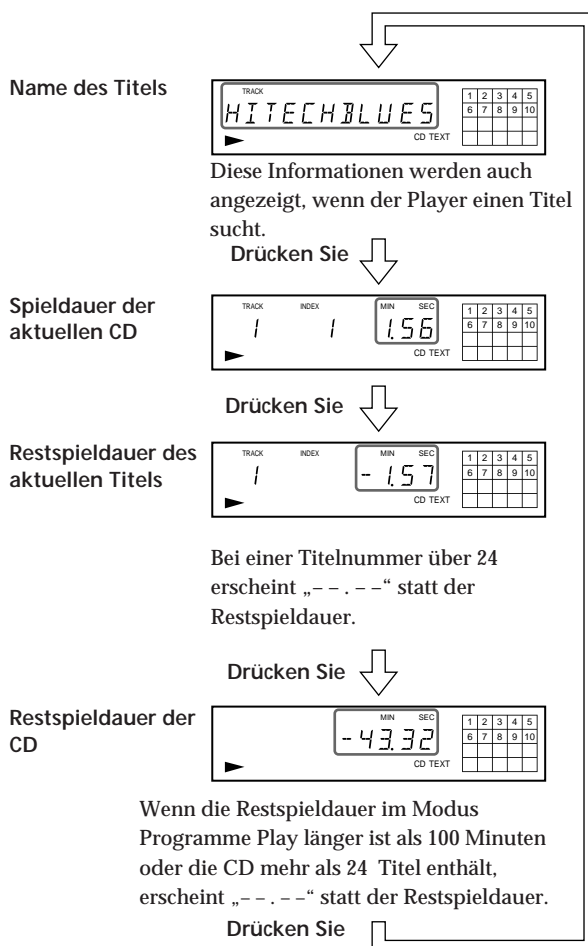 Name des Titels
TRACK
HITECHBLUES
CD TEXT
1 2 3 4 5
6 7 8 9 10
Diese Informationen werden auch
angezeigt, wenn der Player einen Titel
sucht.
Drücken Sie
Spieldauer der
aktuellen CD
TRACK INDEX MIN SEC
1 1 1.56
CD TEXT
1 2 3 4 5
6 7 8 9 10
Drücken Sie
Restspieldauer des
aktuellen Titels
TRACK INDEX MIN SEC
1 - 1.57
CD TEXT
1 2 3 4 5
6 7 8 9 10
Bei einer Titelnummer über 24
erscheint „– – . – –“ statt der
Restspieldauer.
Drücken Sie
Restspieldauer der
CD
MIN SEC
- 43.32
CD TEXT
1 2 3 4 5
6 7 8 9 10
Wenn die Restspieldauer im Modus
Programme Play länger ist als 100 Minuten
oder die CD mehr als 24 Titel enthält,
erscheint „– – . – –“ statt der Restspieldauer.
Drücken Sie